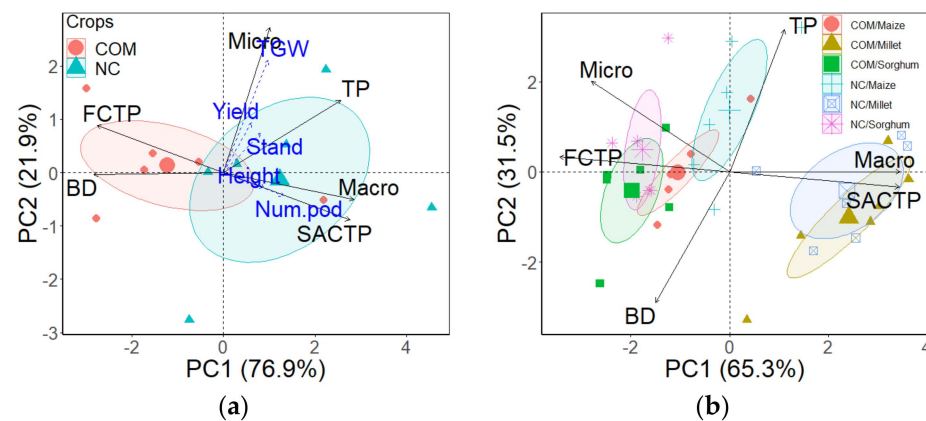 Crops
COM
NC
Micro
TGW
TP
FCTP
Yield
Stand
BD
Height
Macro
Num.pod
SACTP
PC2 (21.9%)
2
1
0
-1
-2
-3
-2
0
2
4
PC1 (76.9%)
(a)
TP
COM/Maize
COM/Millet
COM/Sorghum
NC/Maize
NC/Millet
NC/Sorghum
Micro
FCTP
Macro
SACTP
BD
PC2 (31.5%)
2
0
-2
-2
0
2
PC1 (65.3%)
(b)